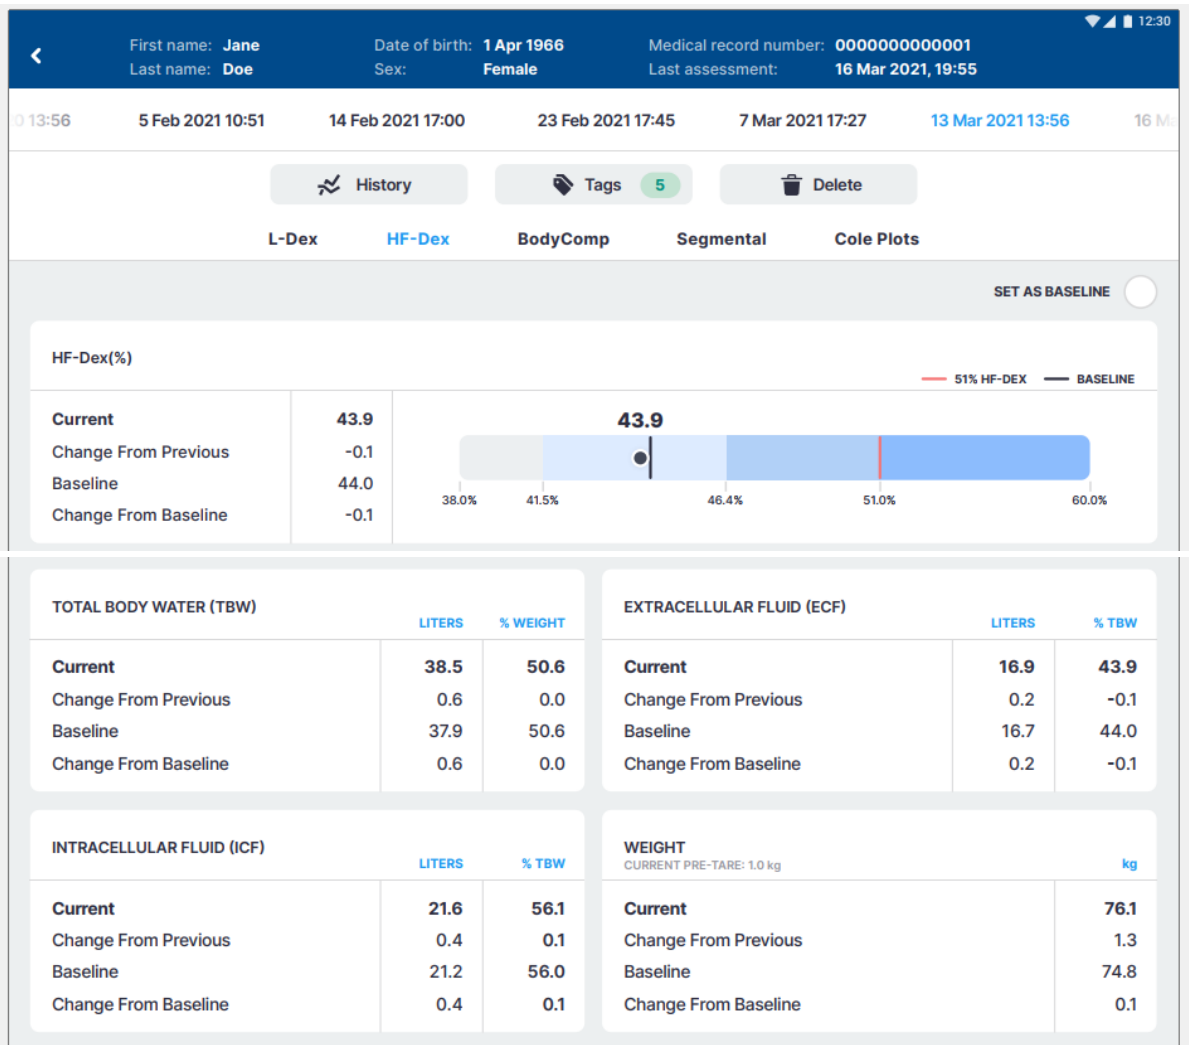 12:30
First name: Jane Date of birth: 1 Apr 1966 Medical record number: 0000000000001
Last name: Doe Sex: Female Last assessment: 16 Mar 2021, 19:55
0 13:56 5 Feb 2021 10:51 14 Feb 2021 17:00 23 Feb 2021 17:45 7 Mar 2021 17:27 13 Mar 2021 13:56 16 Ma
History Tags 5 Delete
L-Dex HF-Dex BodyComp Segmental Cole Plots
SET AS BASELINE
HF-Dex(%)
51% HF-DEX BASELINE
Current 43.9
Change From Previous -0.1
Baseline 44.0
Change From Baseline -0.1
43.9
38.0% 41.5% 46.4% 51.0% 60.0%
TOTAL BODY WATER (TBW)
LITERS % WEIGHT
Current 38.5 50.6
Change From Previous 0.6 0.0
Baseline 37.9 50.6
Change From Baseline 0.6 0.0
EXTRACELLULAR FLUID (ECF)
LITERS % TBW
Current 16.9 43.9
Change From Previous 0.2 -0.1
Baseline 16.7 44.0
Change From Baseline 0.2 -0.1
INTRACELLULAR FLUID (ICF)
LITERS % TBW
Current 21.6 56.1
Change From Previous 0.4 0.1
Baseline 21.2 56.0
Change From Baseline 0.4 0.1
WEIGHT
CURRENT PRE-TARE: 1.0 kg
kg
Current 76.1
Change From Previous 1.3
Baseline 74.8
Change From Baseline 0.1